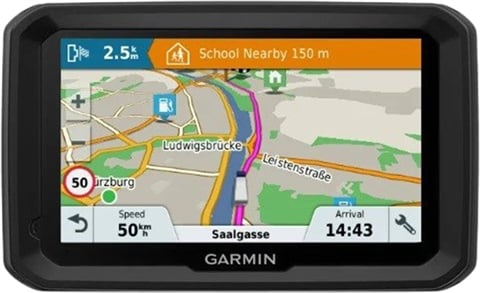 2.5 km
School Nearby 150 m
Ludwigsbrücke
Leistenstraße
50
urzburg
Speed
50 km/h
Saalgasse
Arrival
14:43
GARMIN